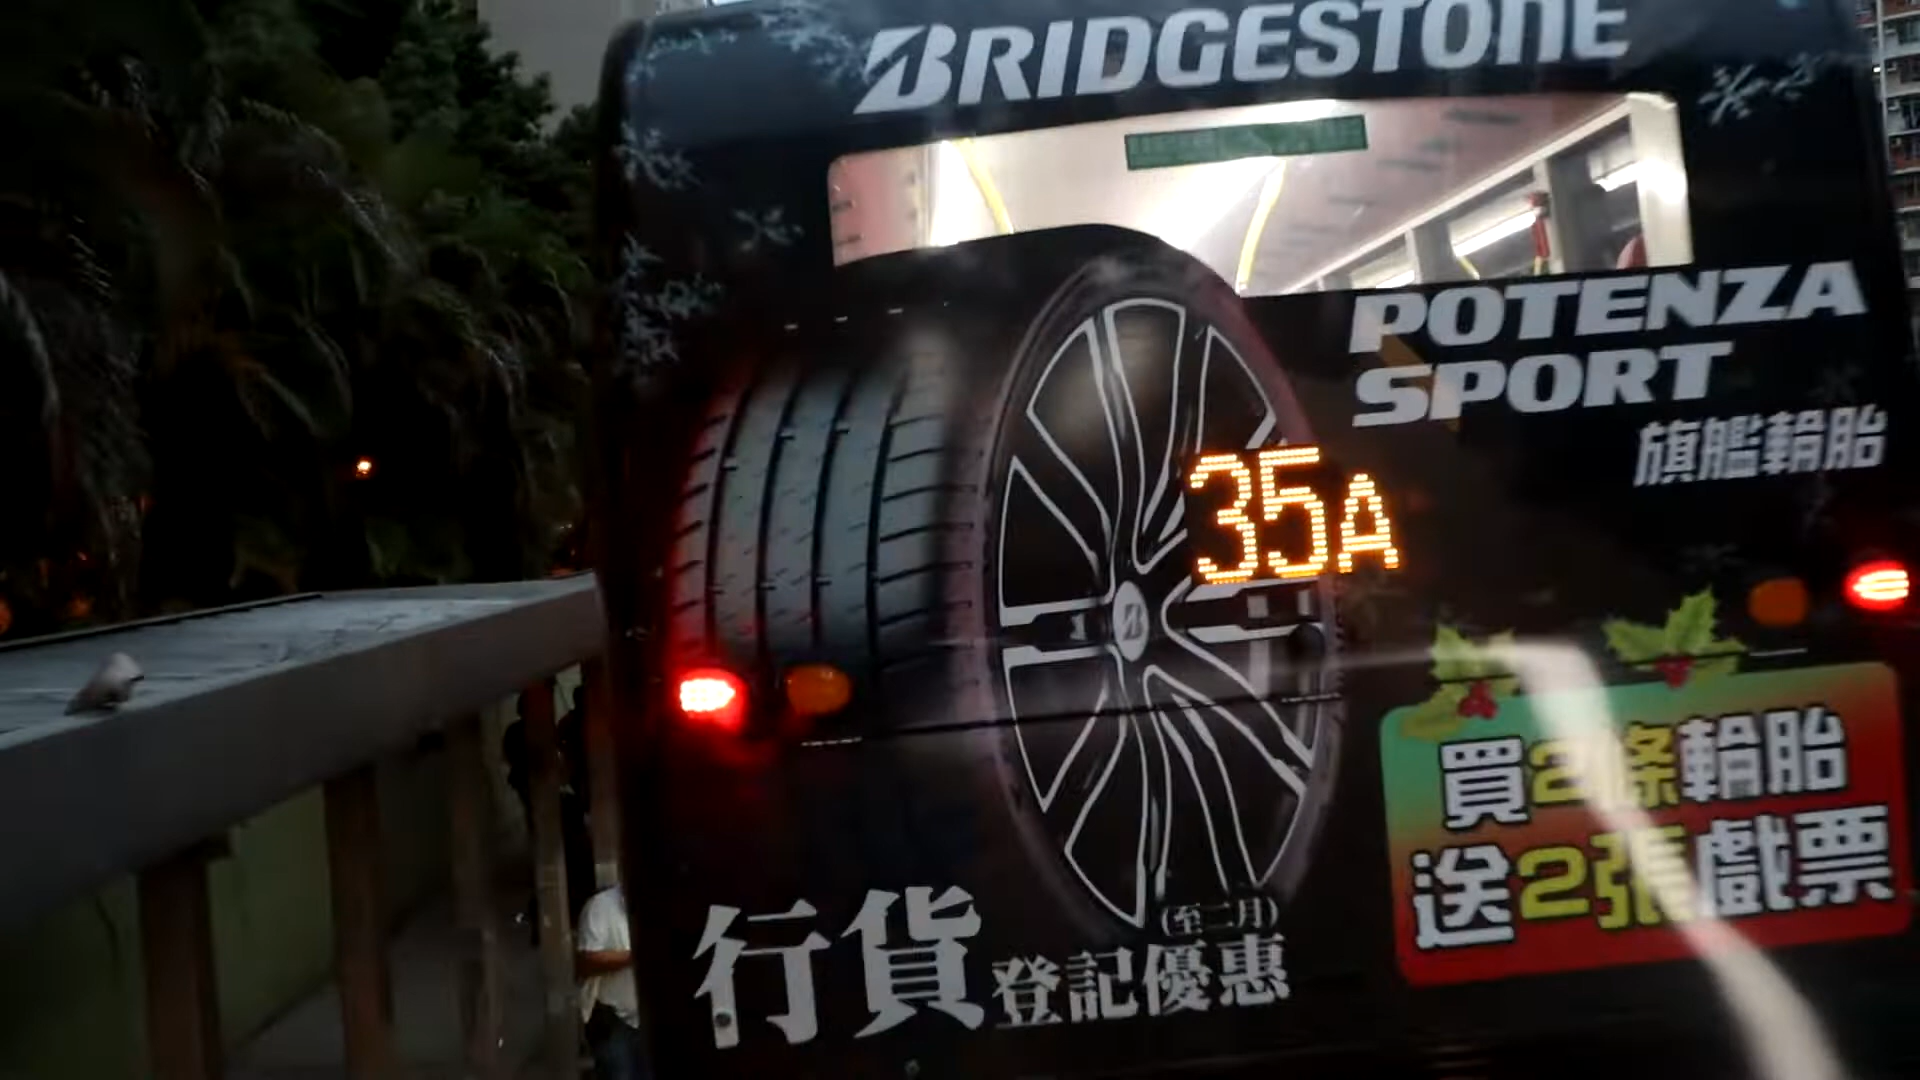 BRIDGESTONE
POTENZA
SPORT
旗艦輪胎
35A
買2條輪胎
送2張戲票
行貨
(至二月)
登記優惠